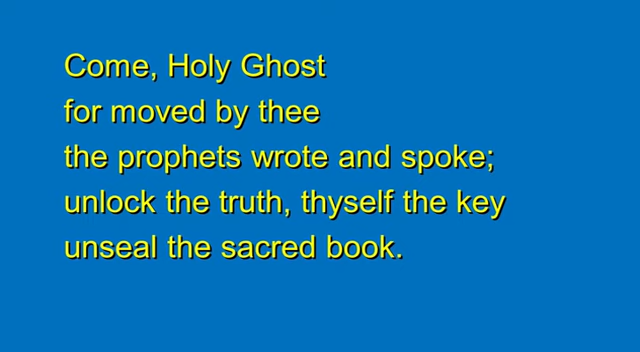 Come, Holy Ghost
for moved by thee
the prophets wrote and spoke;
unlock the truth, thyself the key
unseal the sacred book.